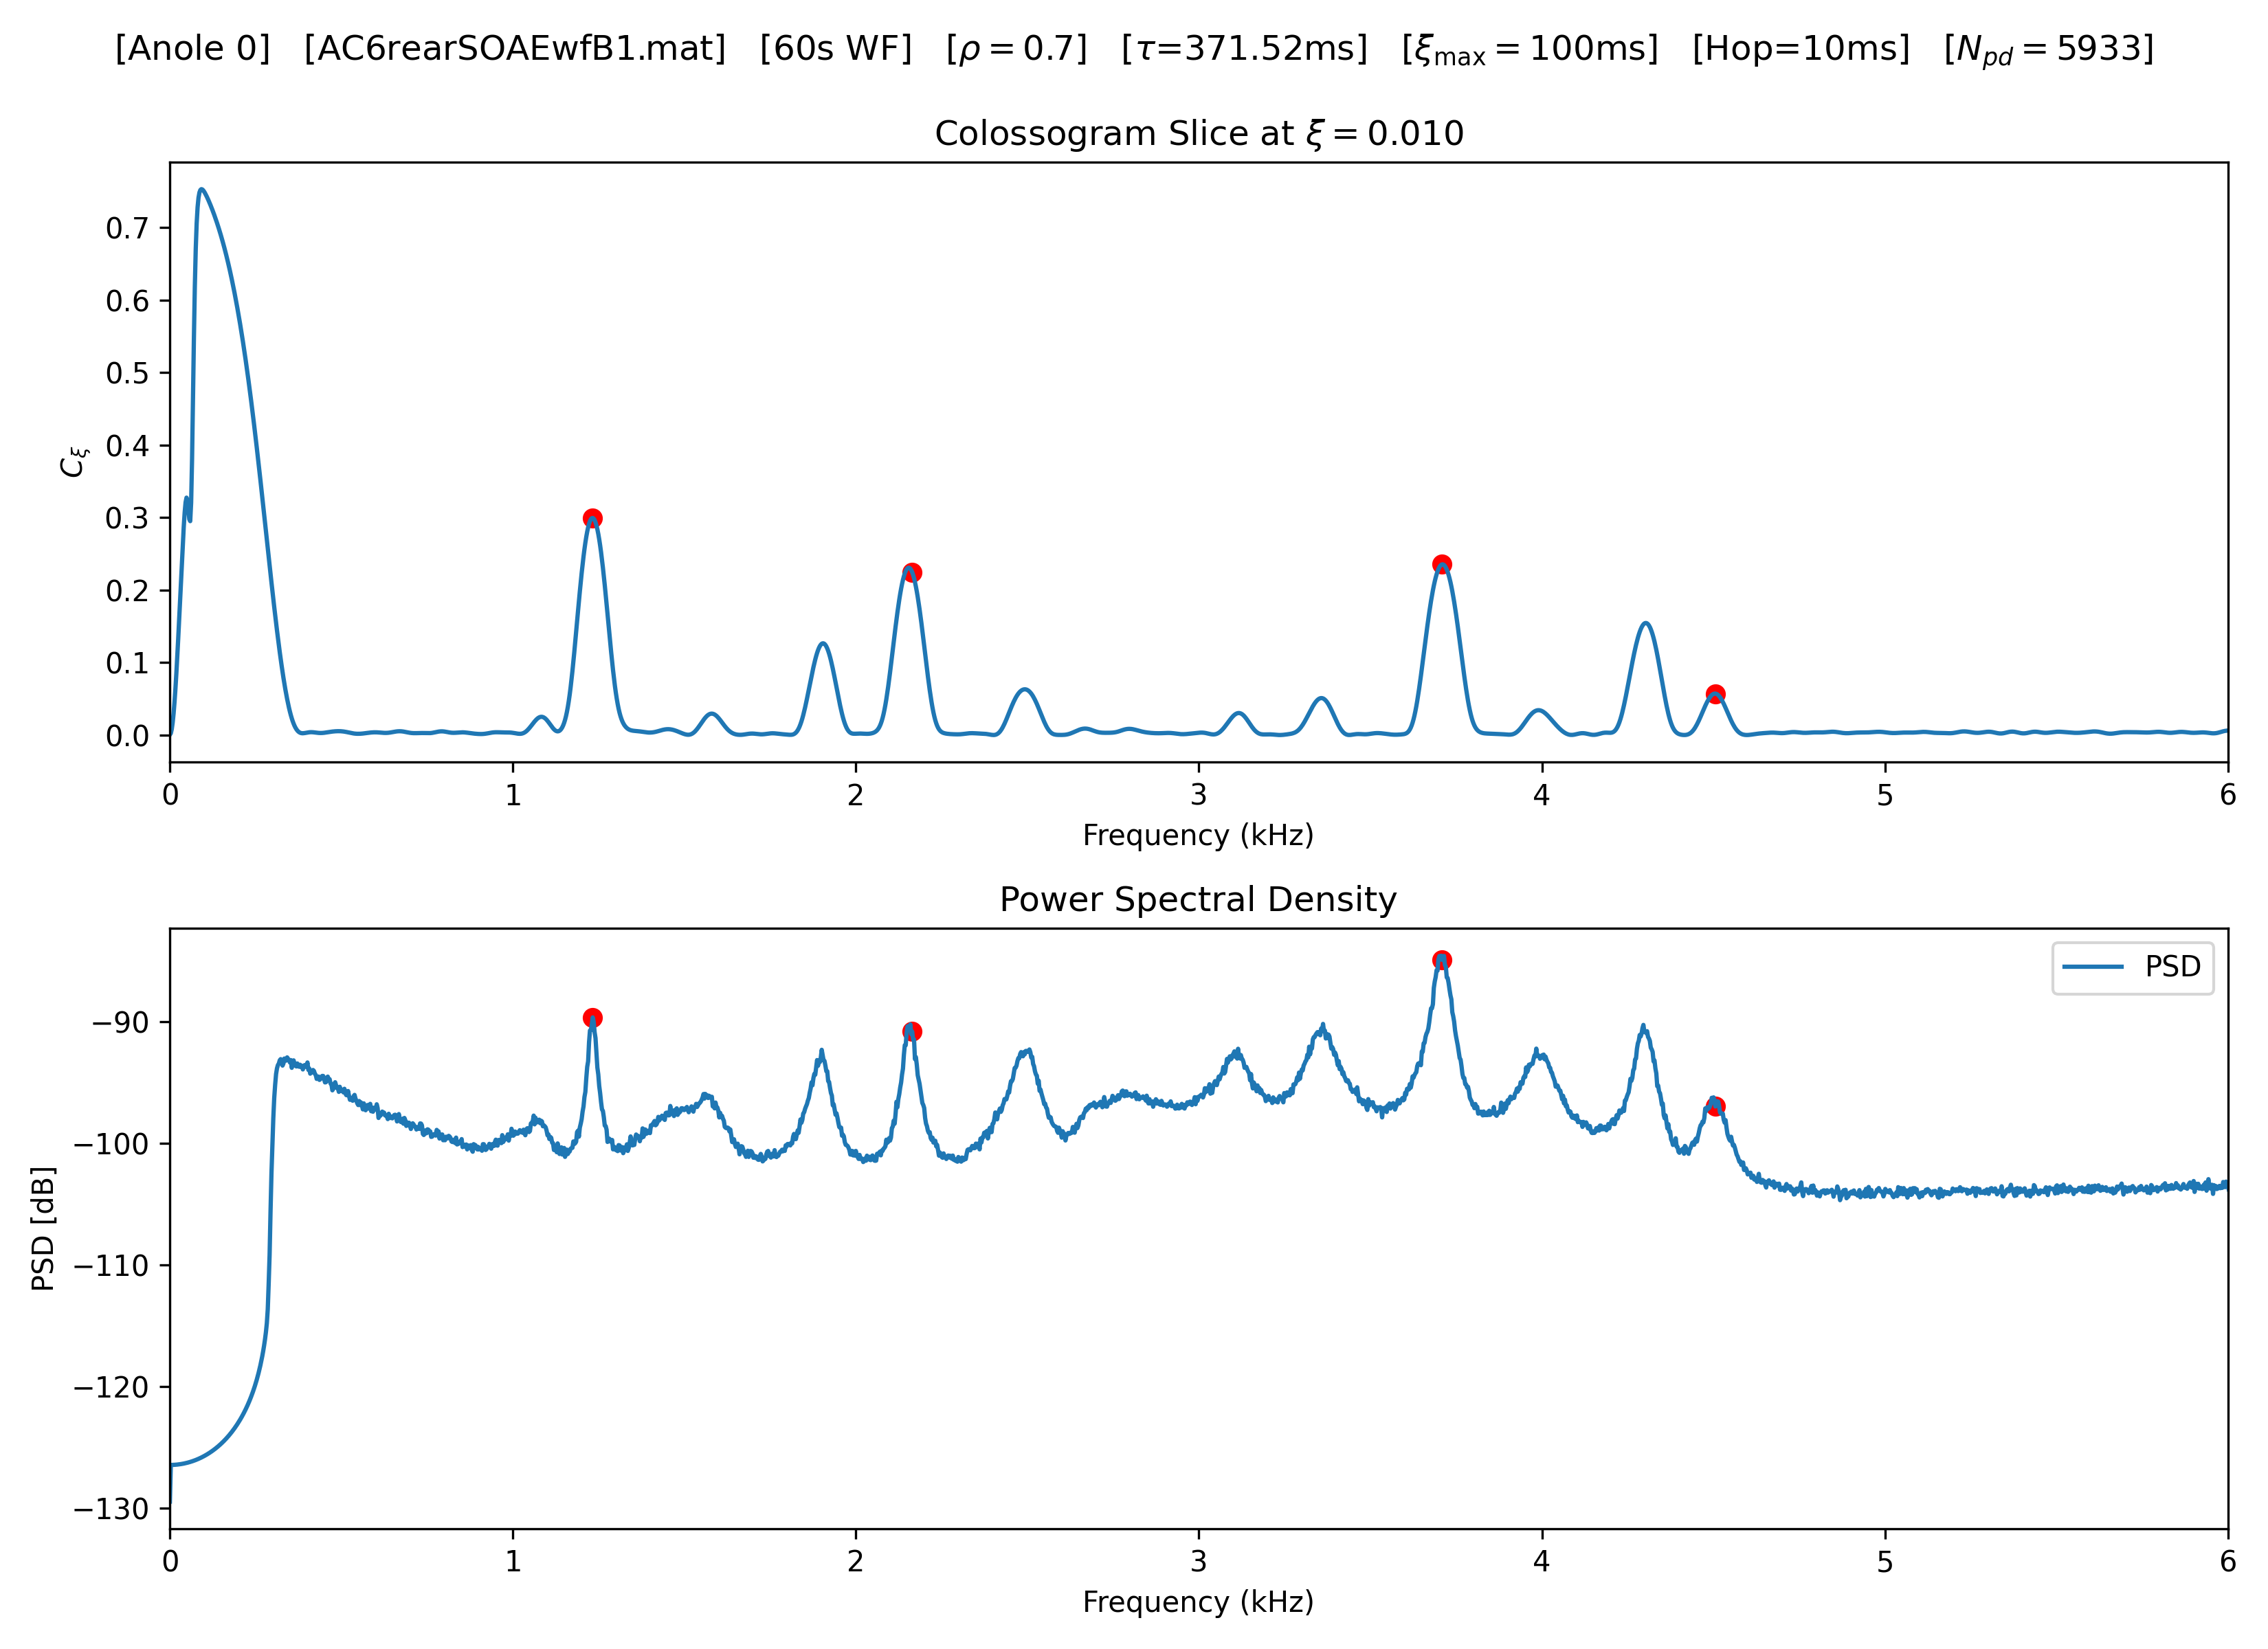 [Anole 0] [AC6rearSOAEwfB1.mat] [60s WF] [ρ = 0.7] [τ=371.52ms] [ξmax = 100ms] [Hop=10ms] [Npd = 5933]
Colossogram Slice at ξ = 0.010
Cξ
0.7
0.6
0.5
0.4
0.3
0.2
0.1
0.0
0 1 2 3 4 5 6
Frequency (kHz)
Power Spectral Density
PSD
PSD [dB]
−90
−100
−110
−120
−130
0 1 2 3 4 5 6
Frequency (kHz)